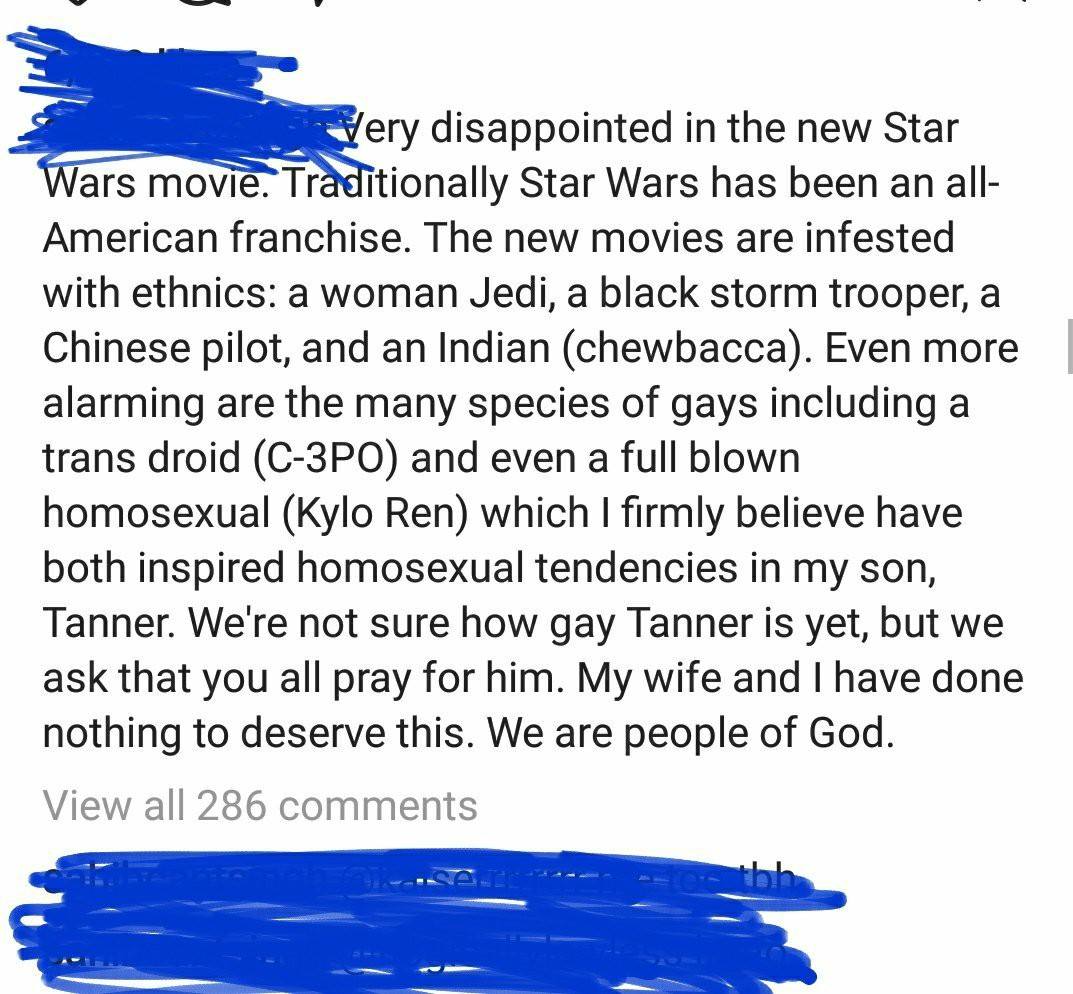 Very disappointed in the new Star
Wars movie. Traditionally Star Wars has been an all-
American franchise. The new movies are infested
with ethnics: a woman Jedi, a black storm trooper, a
Chinese pilot, and an Indian (chewbacca). Even more
alarming are the many species of gays including a
trans droid (C-3PO) and even a full blown
homosexual (Kylo Ren) which I firmly believe have
both inspired homosexual tendencies in my son,
Tanner. We're not sure how gay Tanner is yet, but we
ask that you all pray for him. My wife and I have done
nothing to deserve this. We are people of God.
View all 286 comments
tbh